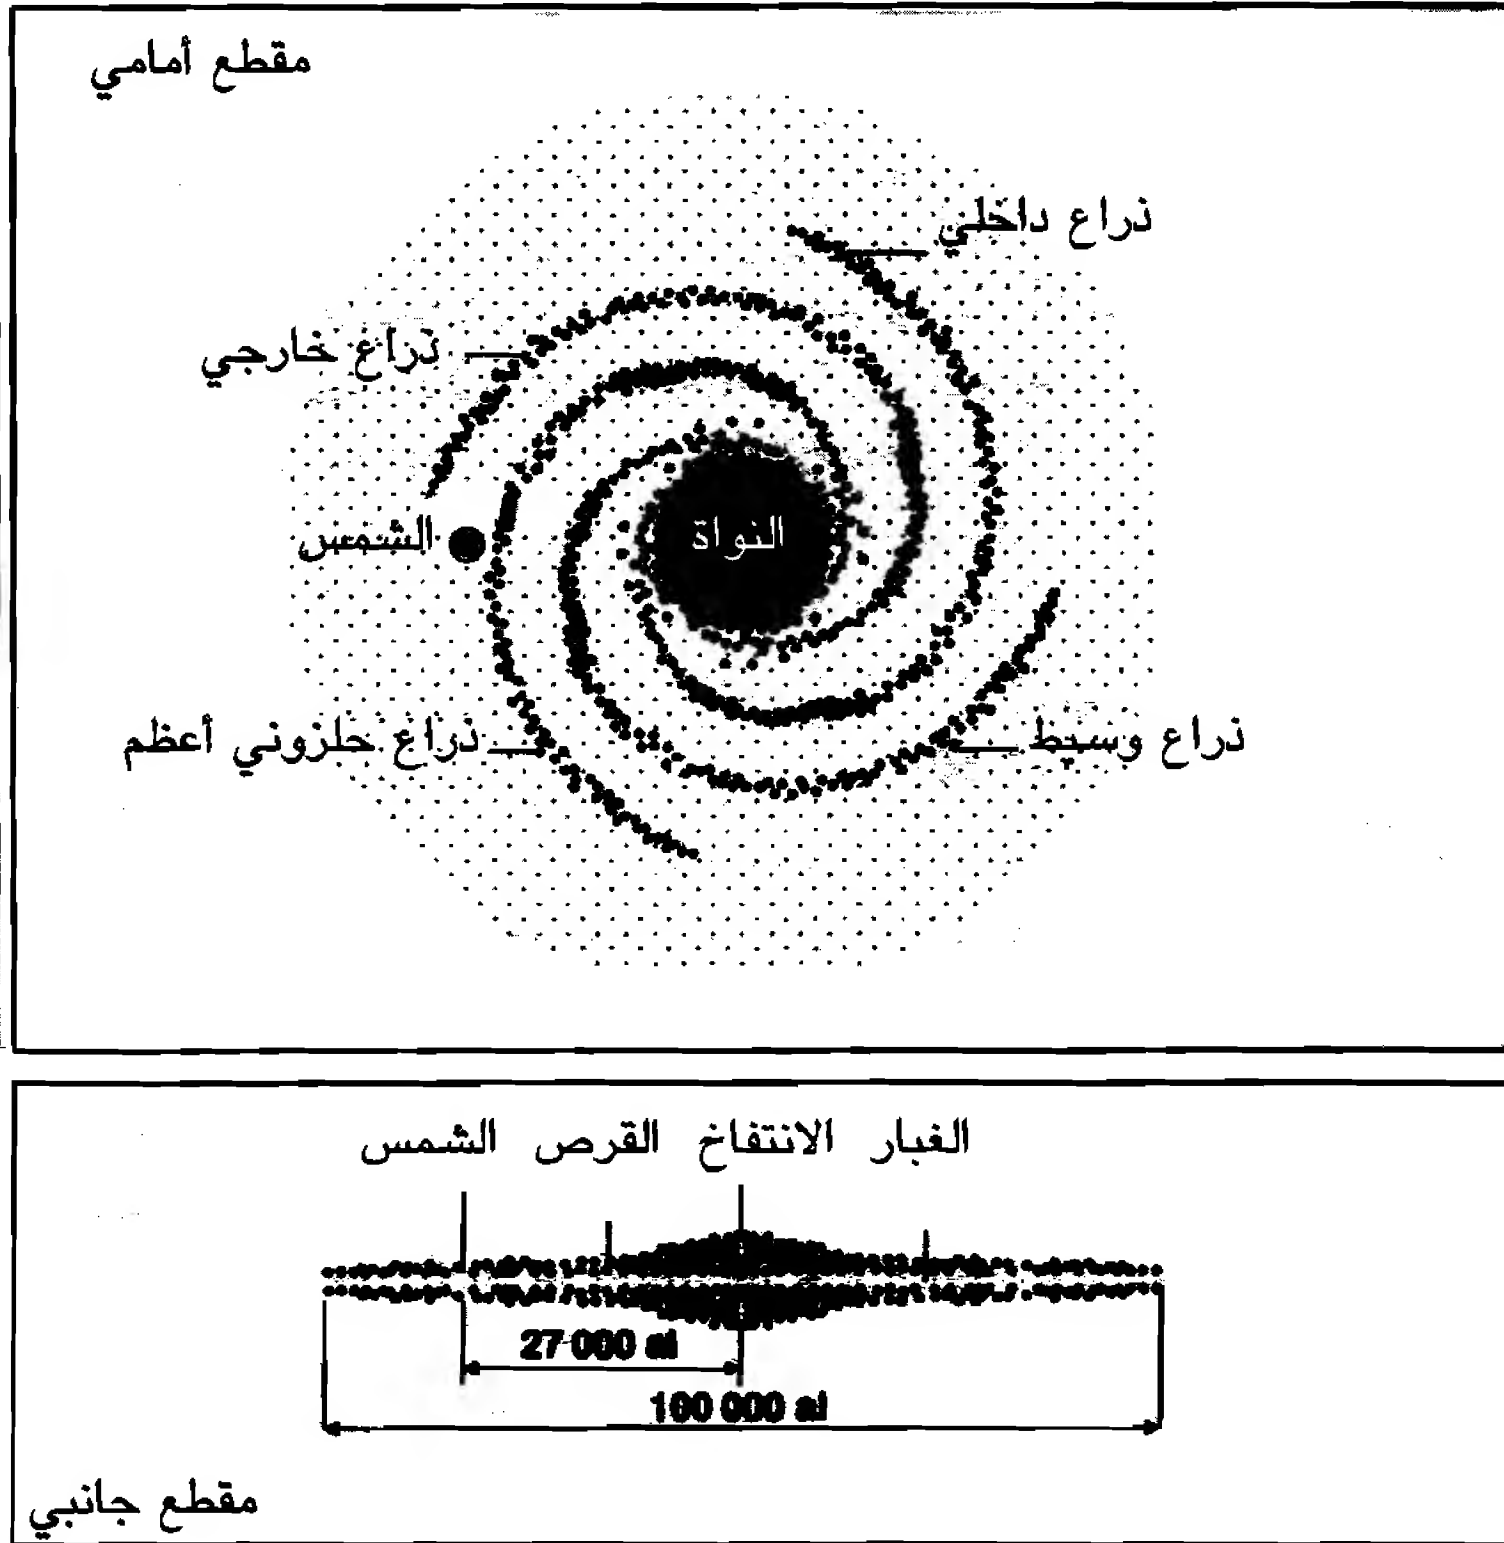 مقطع أمامي
ذراع داخلي
ذراع خارجي
النواة
الشمس
ذراع وسيط
ذراع حلزوني أعظم
الغبار الانتفاخ القرص الشمس
27 000 al
100 000 al
مقطع جانبي